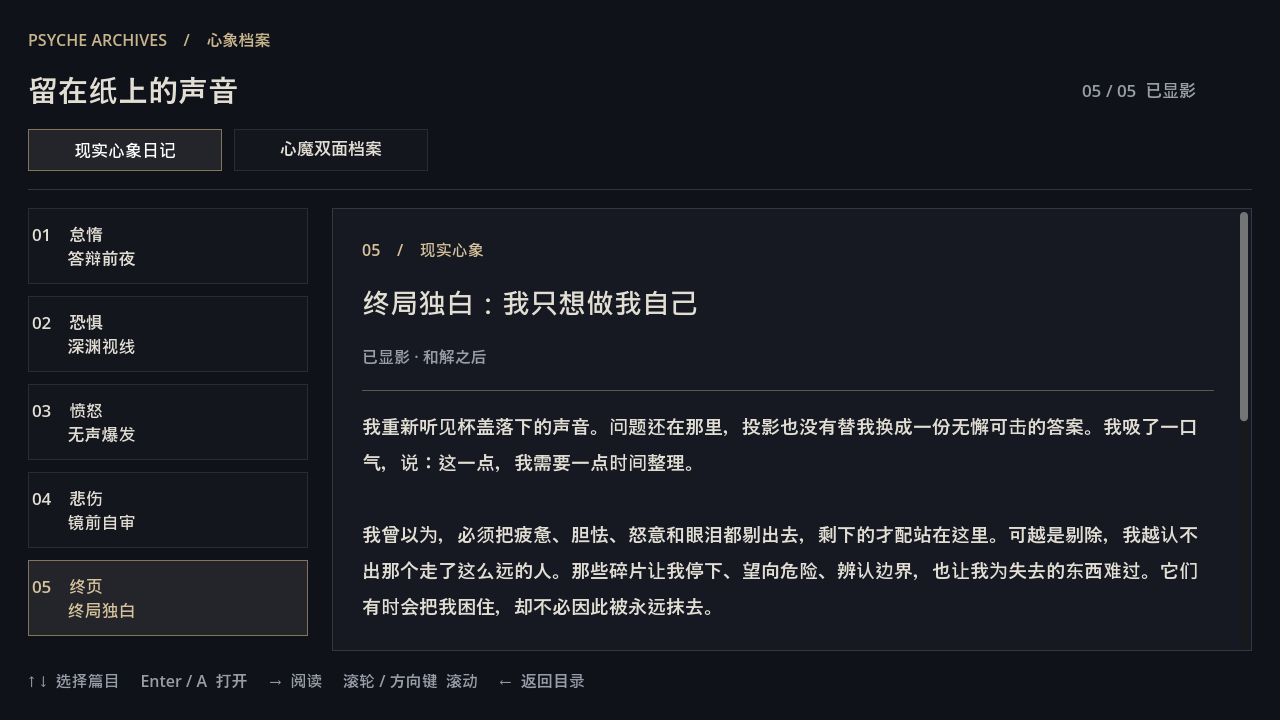 PSYCHE ARCHIVES / 心象档案
留在纸上的声音
05 / 05 已显影
现实心象日记
心魔双面档案
01 怠惰
答辩前夜
02 恐惧
深渊视线
03 愤怒
无声爆发
04 悲伤
镜前自审
05 终页
终局独白
05 / 现实心象
终局独白：我只想做我自己
已显影 · 和解之后
我重新听见杯盖落下的声音。问题还在那里，投影也没有替我换成一份无懈可击的答案。我吸了一口
气，说：这一点，我需要一点时间整理。
我曾以为，必须把疲惫、胆怯、怒意和眼泪都剔出去，剩下的才配站在这里。可越是剔除，我越认不
出那个走了这么远的人。那些碎片让我停下、望向危险、辨认边界，也让我为失去的东西难过。它们
有时会把我困住，却不必因此被永远抹去。
↑ ↓ 选择篇目 Enter / A 打开 → 阅读 滚轮 / 方向键 滚动 ← 返回目录